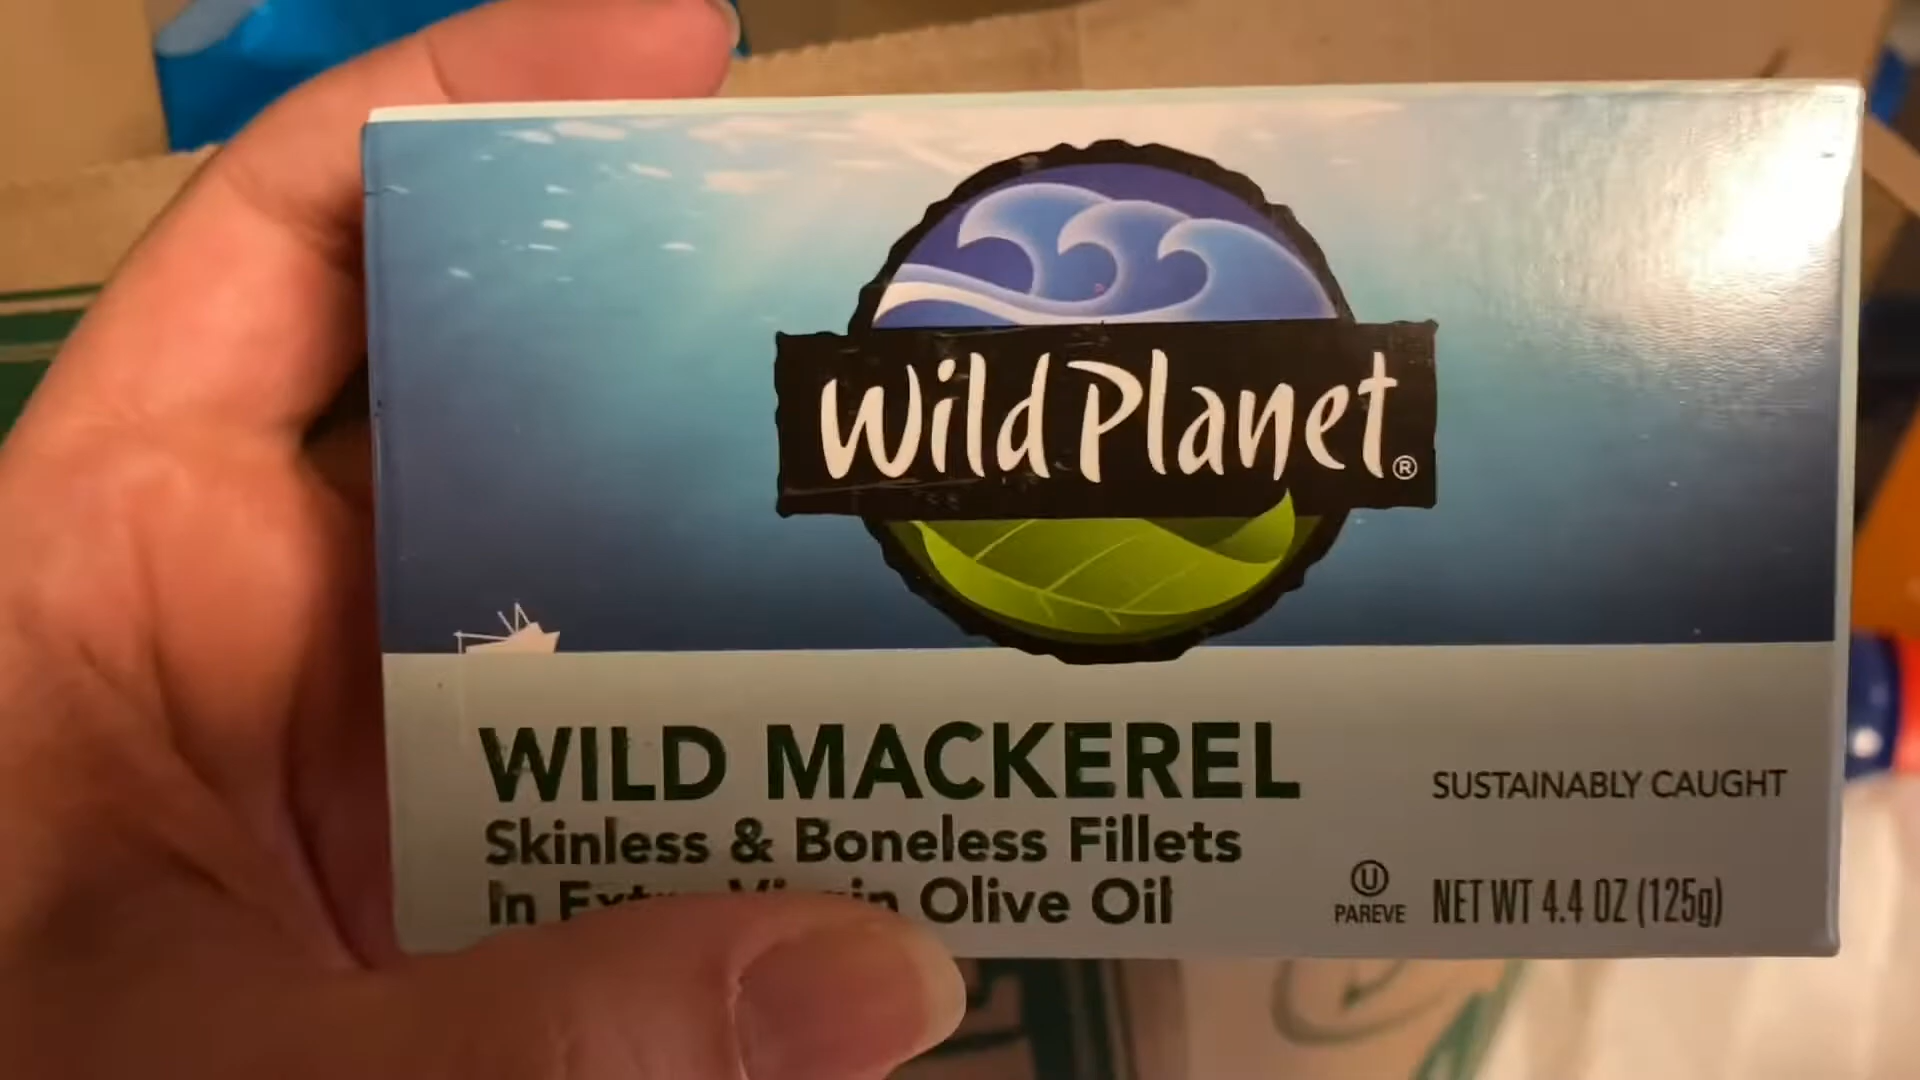 Wild Planet®
WILD MACKEREL
SUSTAINABLY CAUGHT
Skinless & Boneless Fillets
In Olive Oil
U
PAREVE
NET WT 4.4 OZ (125g)